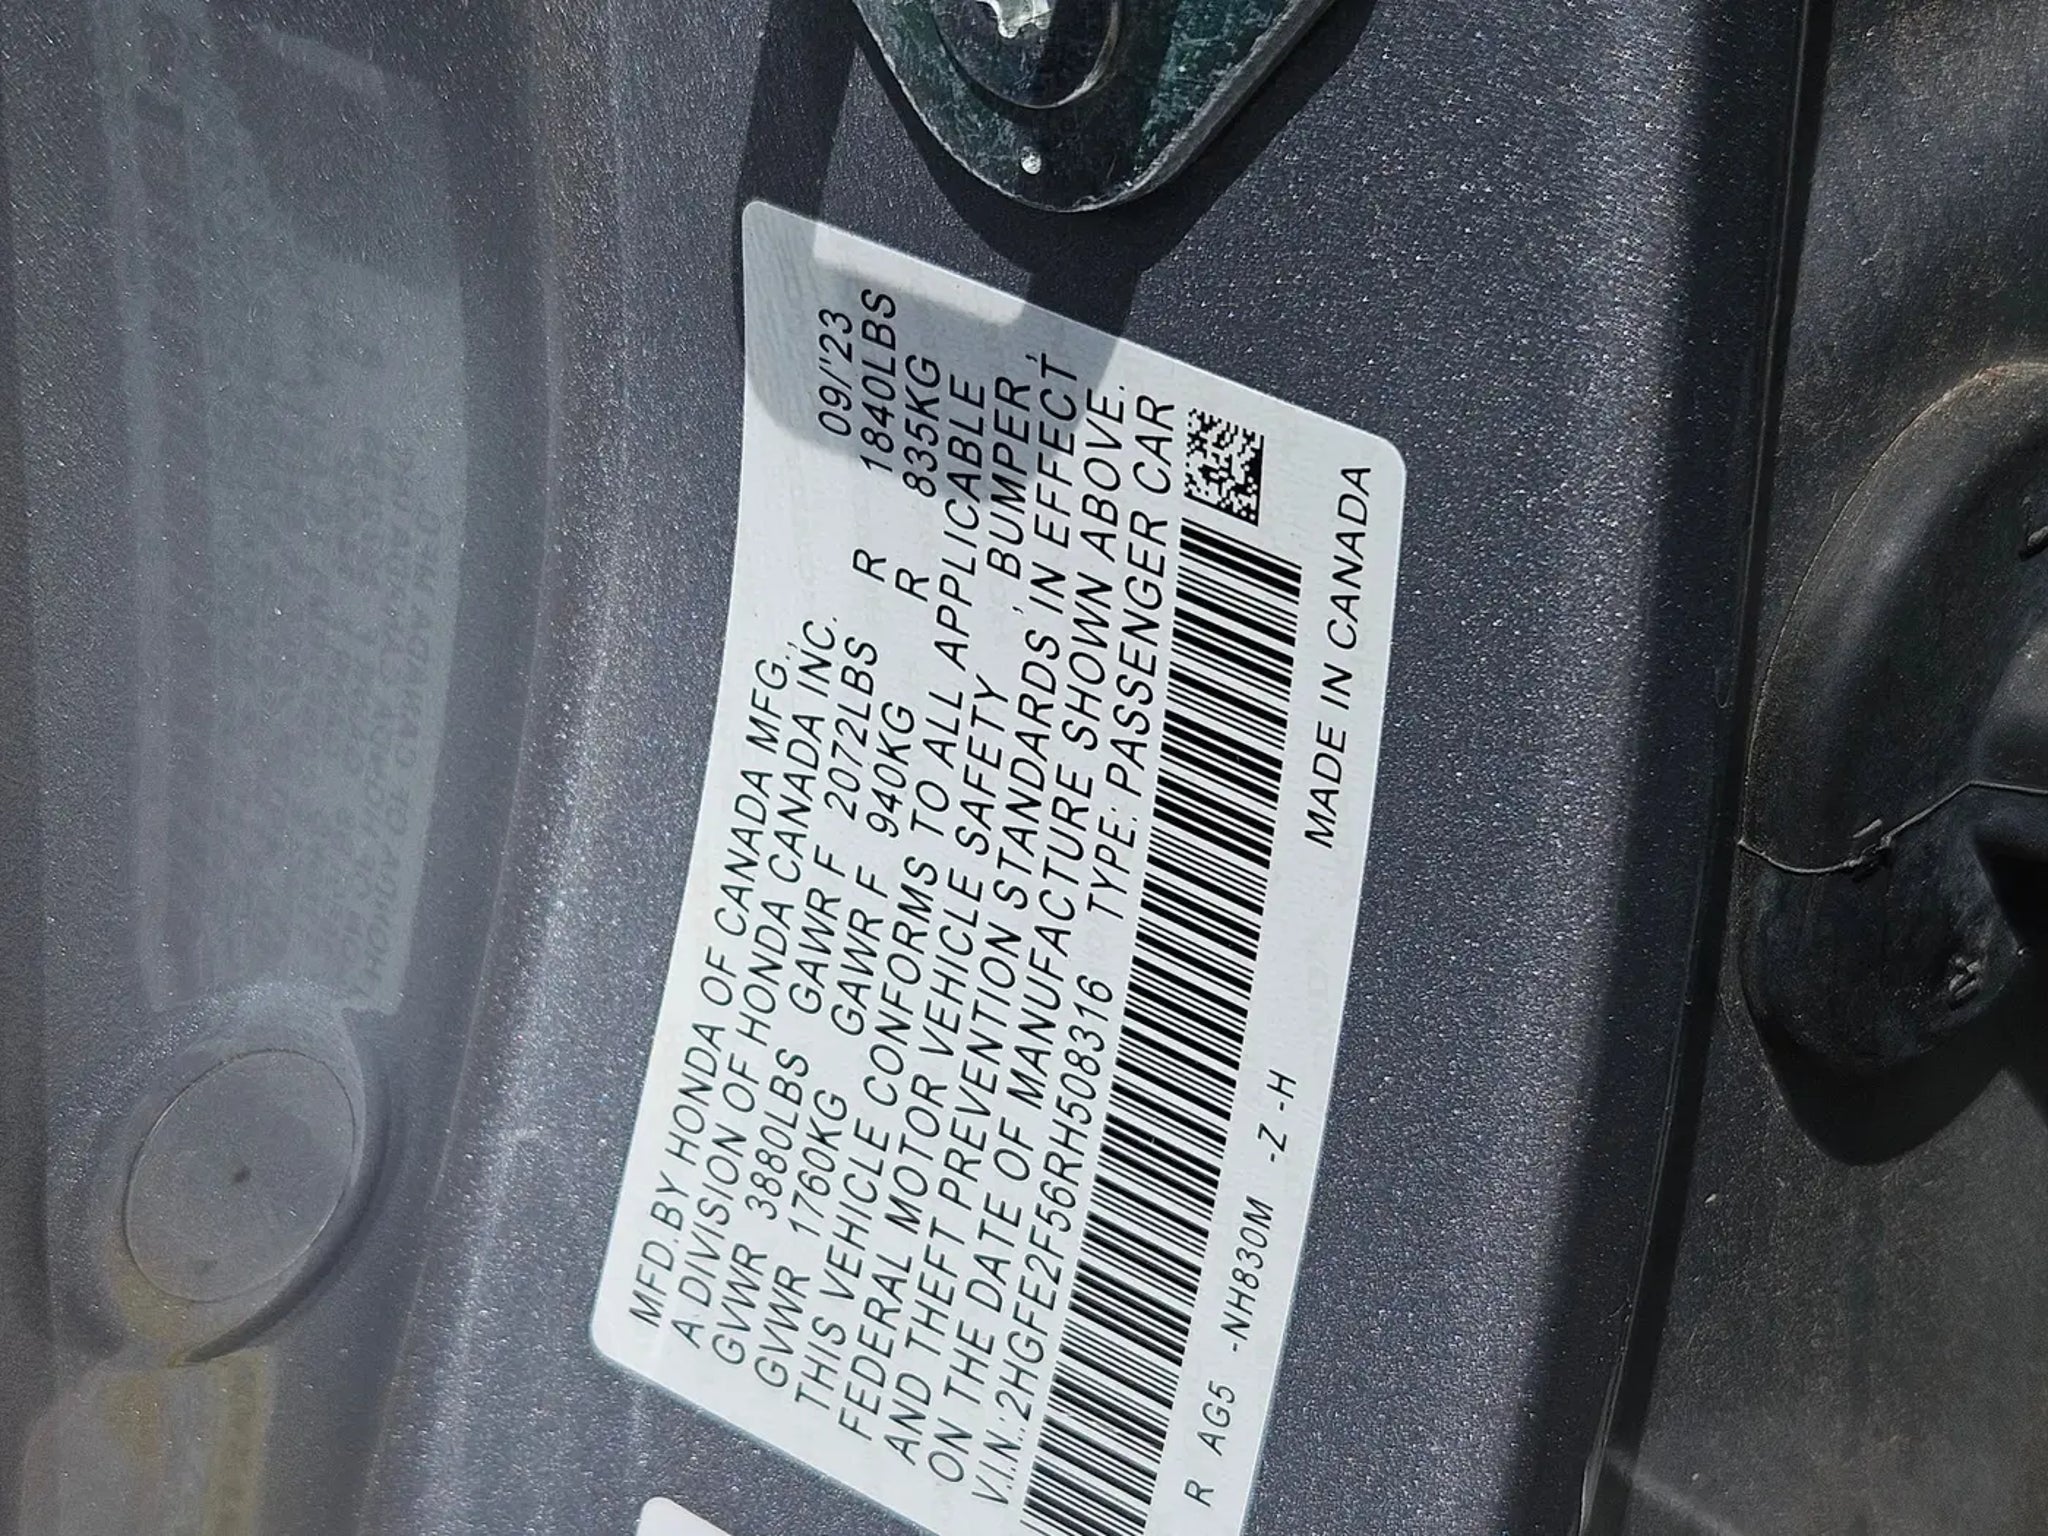 MFD.BY HONDA OF CANADA MFG.,
A DIVISION OF HONDA CANADA INC. 09/'23
GVWR 3880LBS GAWR F 2072LBS R 1840LBS
GVWR 1760KG GAWR F 940KG R 835KG
THIS VEHICLE CONFORMS TO ALL APPLICABLE
FEDERAL MOTOR VEHICLE SAFETY , BUMPER ,
AND THEFT PREVENTION STANDARDS IN EFFECT
ON THE DATE OF MANUFACTURE SHOWN ABOVE.
V.I.N.:2HGFE2F56RH508316 TYPE: PASSENGER CAR
R AG5 -NH830M -Z -H MADE IN CANADA